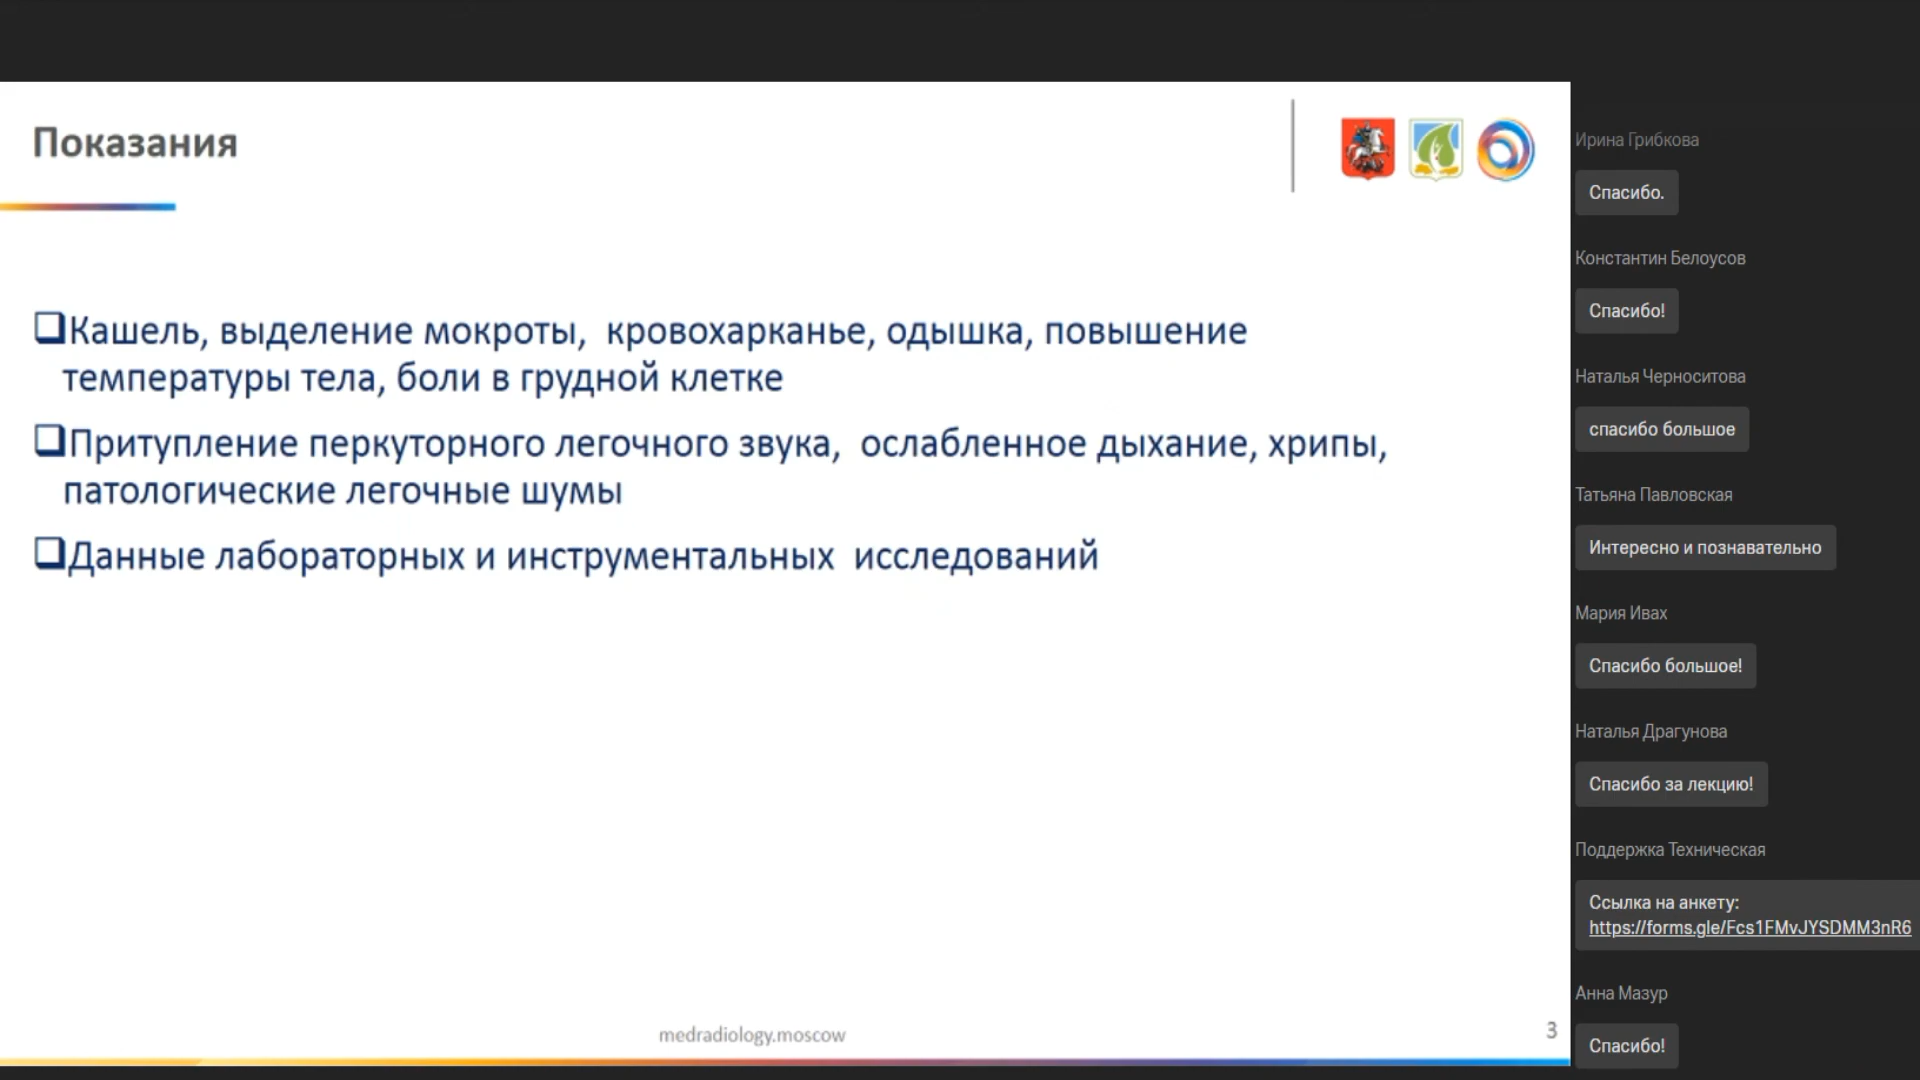 Показания
❑Кашель, выделение мокроты,  кровохарканье, одышка, повышение
температуры тела, боли в грудной клетке
❑Притупление перкуторного легочного звука,  ослабленное дыхание, хрипы,
патологические легочные шумы
❑Данные лабораторных и инструментальных  исследований
medradiology.moscow
3
Ирина Грибкова
Спасибо.
Константин Белоусов
Спасибо!
Наталья Черноситова
спасибо большое
Татьяна Павловская
Интересно и познавательно
Мария Ивах
Спасибо большое!
Наталья Драгунова
Спасибо за лекцию!
Поддержка Техническая
Ссылка на анкету:
https://forms.gle/Fcs1FMvJYSDMM3nR6
Анна Мазур
Спасибо!